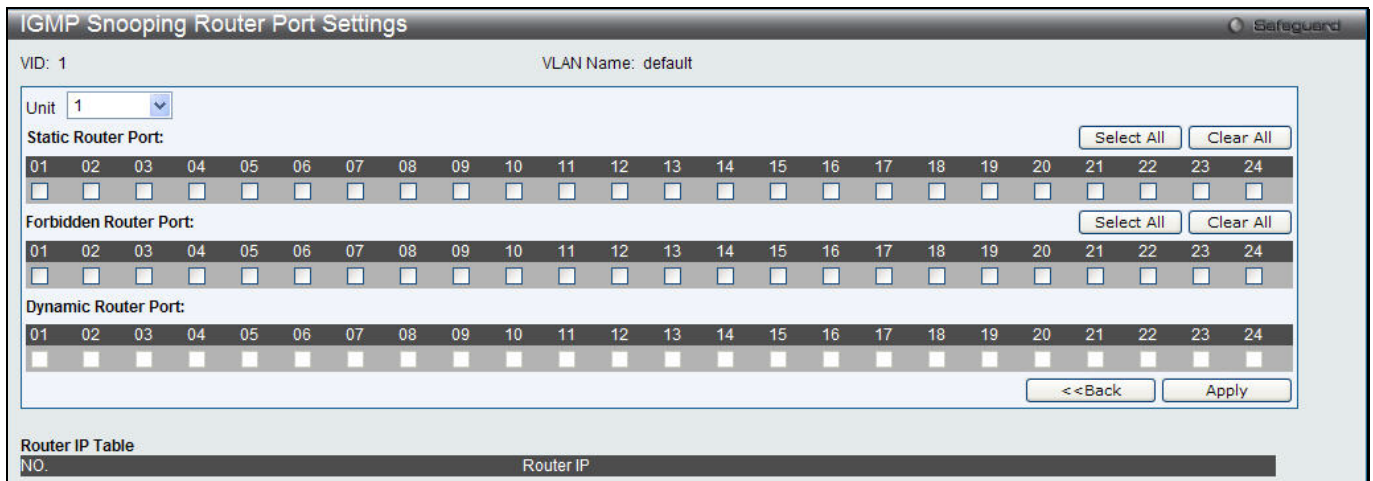 IGMP Snooping Router Port Settings Safeguard
VID: 1 VLAN Name: default
Unit 1
Static Router Port: Select All Clear All
01 02 03 04 05 06 07 08 09 10 11 12 13 14 15 16 17 18 19 20 21 22 23 24
Forbidden Router Port: Select All Clear All
01 02 03 04 05 06 07 08 09 10 11 12 13 14 15 16 17 18 19 20 21 22 23 24
Dynamic Router Port:
01 02 03 04 05 06 07 08 09 10 11 12 13 14 15 16 17 18 19 20 21 22 23 24
<<Back Apply
Router IP Table
NO. Router IP